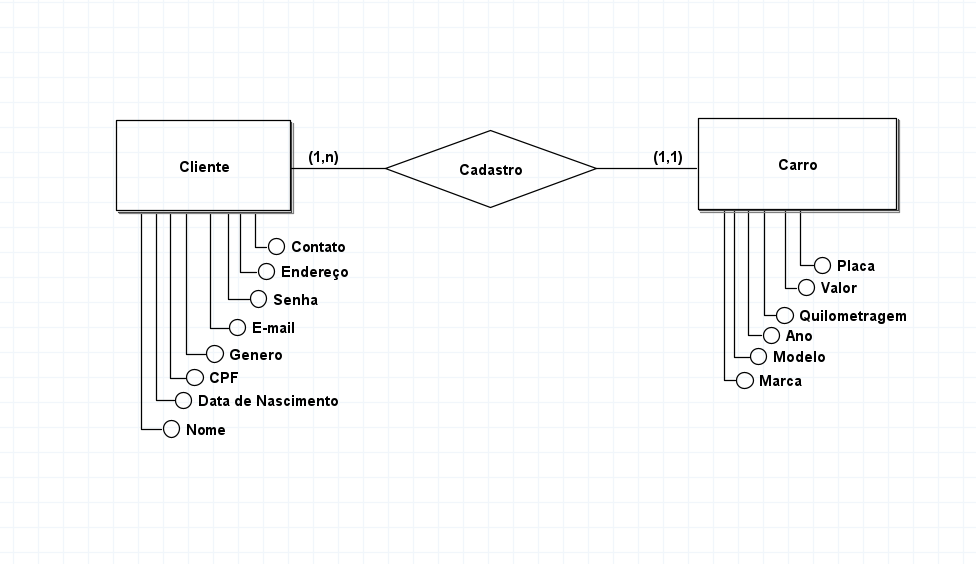 Cliente
(1,n)
Cadastro
(1,1)
Carro
Contato
Endereço
Senha
E-mail
Genero
CPF
Data de Nascimento
Nome
Placa
Valor
Quilometragem
Ano
Modelo
Marca